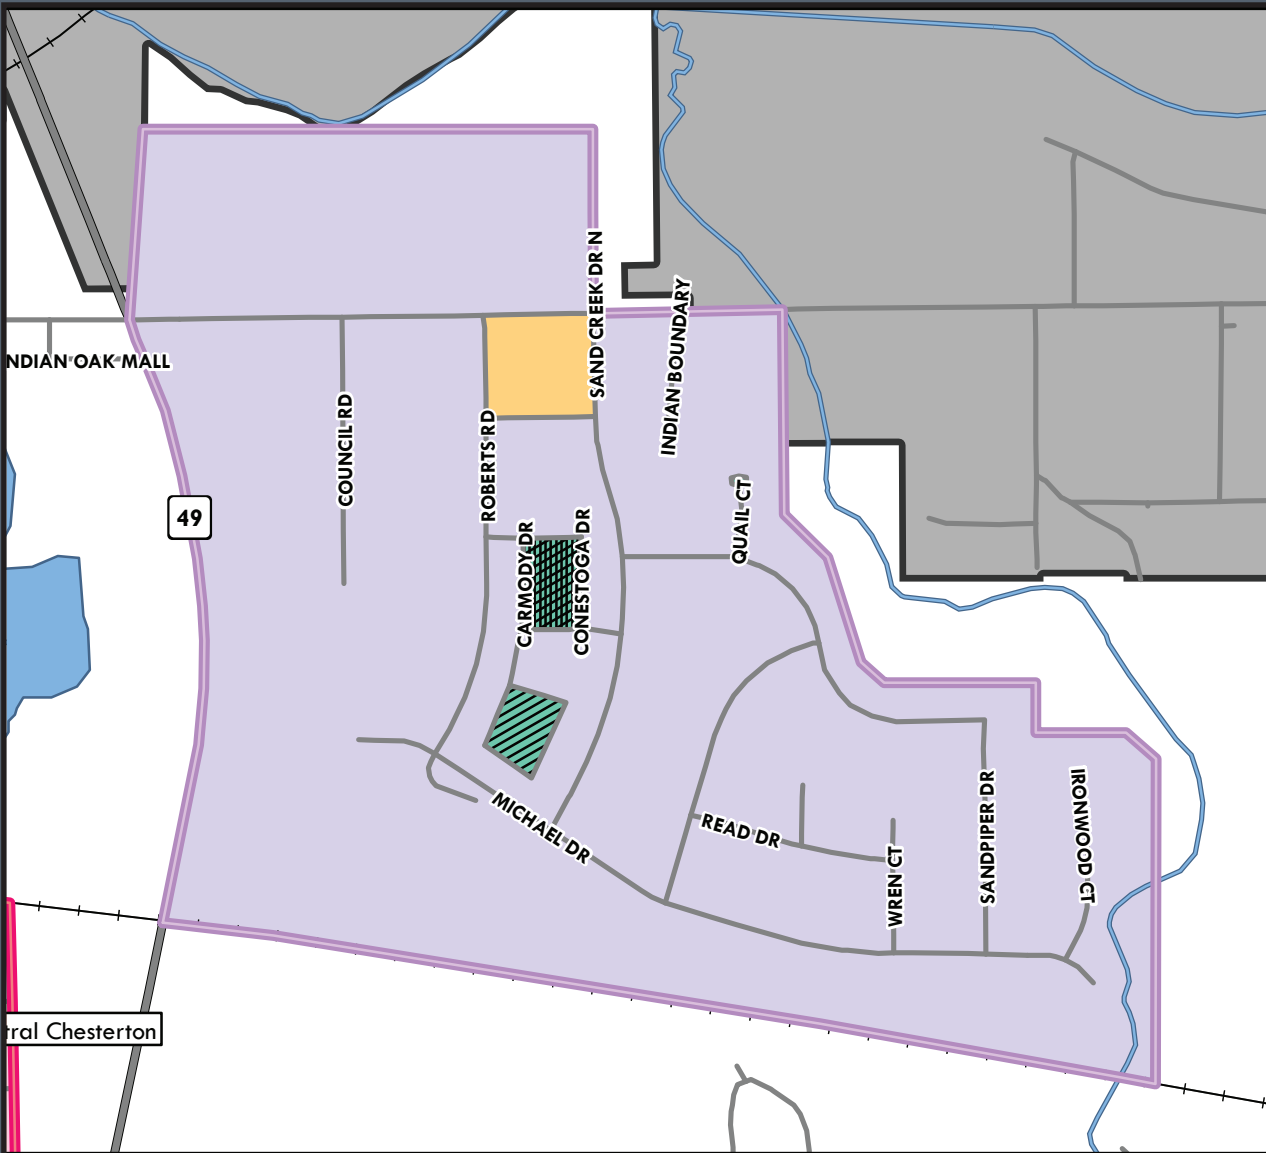 SAND CREEK DR N
INDIAN BOUNDARY
NDIAN OAK MALL
COUNCIL RD
ROBERTS RD
49
QUAIL CT
CARMODY DR
CONESTOGA DR
MICHAEL DR
READ DR
WREN CT
SANDPIPER DR
IRONWOOD CT
tral Chesterton